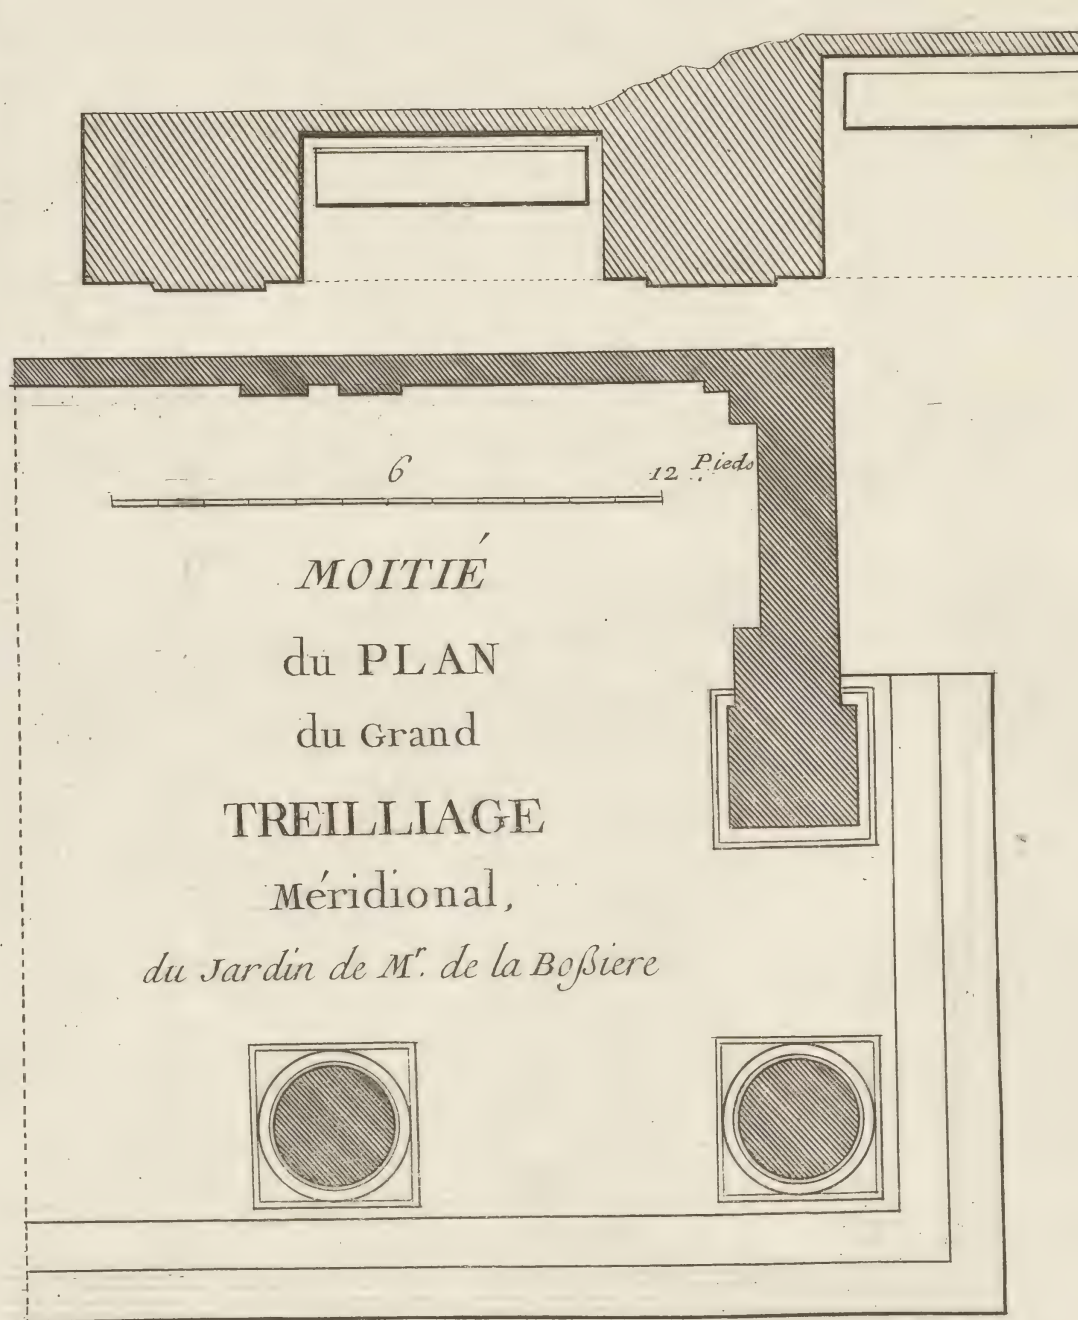 6
12 Pieds
MOITIÉ
du PLAN
du Grand
TREILLIAGE
Méridional,
du Jardin de Mr. de la Boßiere